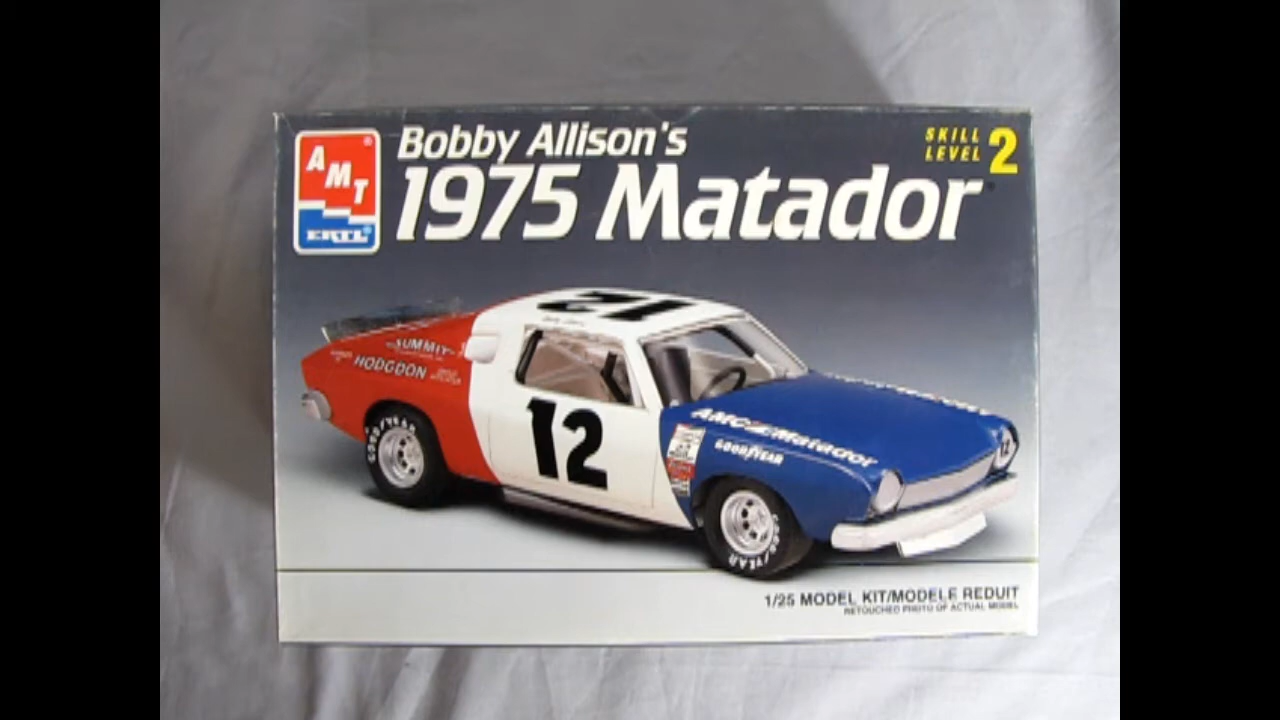 AMT
ERTL
Bobby Allison's
1975 Matador
SKILL
LEVEL 2
12
SUMMIT
HODGDON
12
AMC Matador
GOODYEAR
12
GOODYEAR
GOODYEAR
1/25 MODEL KIT/MODELE REDUIT
RETOUCHED PHOTO OF ACTUAL MODEL